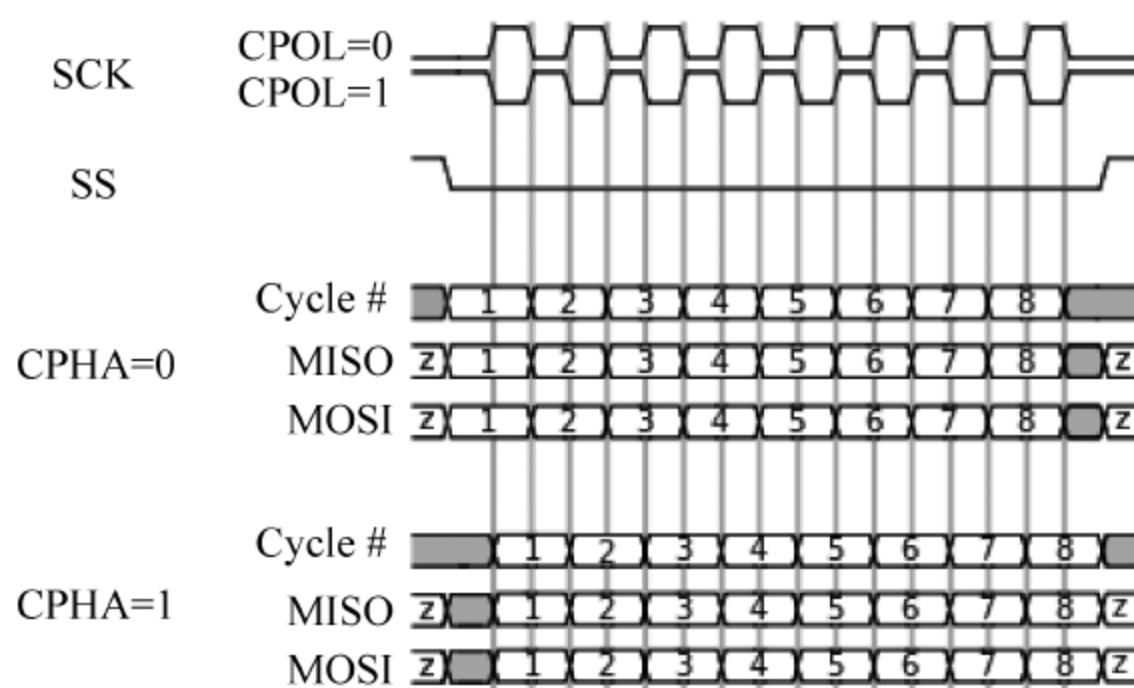 SCK CPOL=0
CPOL=1
SS
Cycle # 1 2 3 4 5 6 7 8
CPHA=0 MISO z 1 2 3 4 5 6 7 8 z
MOSI z 1 2 3 4 5 6 7 8 z
Cycle # 1 2 3 4 5 6 7 8
CPHA=1 MISO z 1 2 3 4 5 6 7 8 z
MOSI z 1 2 3 4 5 6 7 8 z